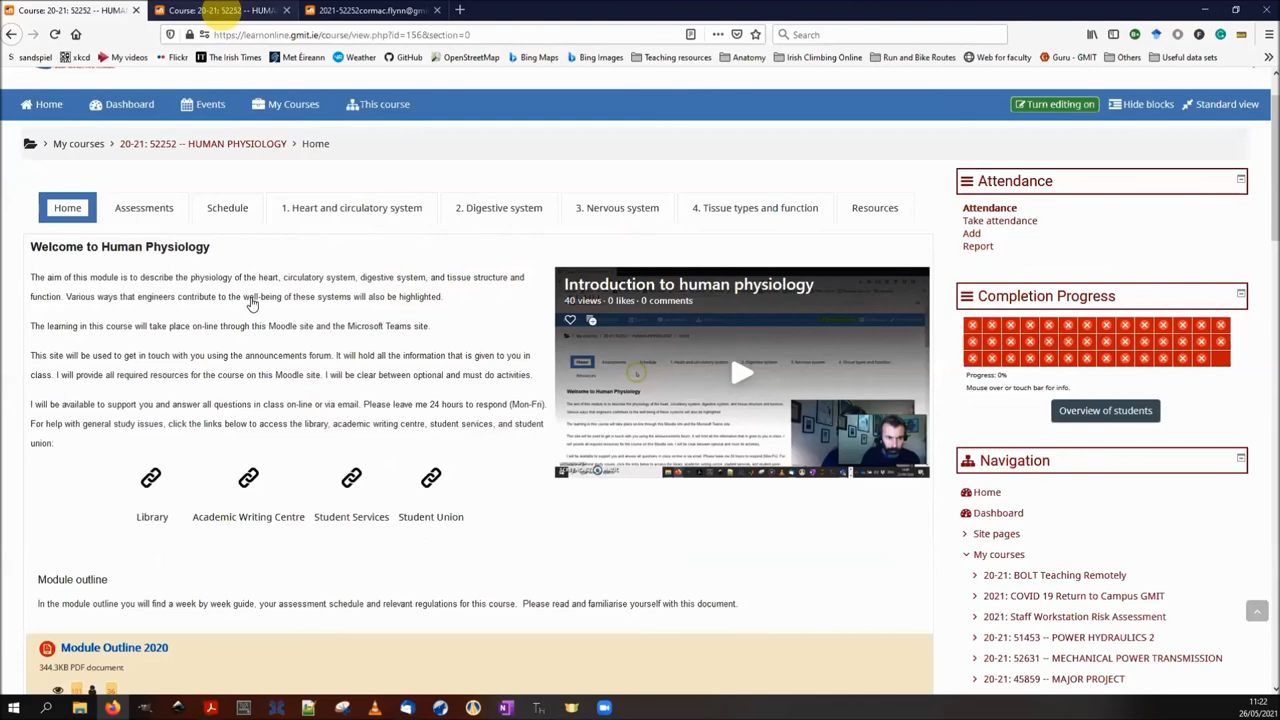 Course: 20-21: 52252 -- HUMA
Course: 20-21: 52252 -- HUMA
2021-52252cormac.flynn@gmi
https://learnonline.gmit.ie/course/view.php?id=156&section=0
Search
sandspiel
xkcd
My videos
Flickr
The Irish Times
Met Éireann
Weather
GitHub
OpenStreetMap
Bing Maps
Bing Images
Teaching resources
Anatomy
Irish Climbing Online
Run and Bike Routes
Web for faculty
Guru - GMIT
Others
Useful data sets
Home
Dashboard
Events
My Courses
This course
Turn editing on
Hide blocks
Standard view
My courses
20-21: 52252 -- HUMAN PHYSIOLOGY
Home
Home
Assessments
Schedule
1. Heart and circulatory system
2. Digestive system
3. Nervous system
4. Tissue types and function
Resources
Welcome to Human Physiology
The aim of this module is to describe the physiology of the heart, circulatory system, digestive system, and tissue structure and
function. Various ways that engineers contribute to the well-being of these systems will also be highlighted.
The learning in this course will take place on-line through this Moodle site and the Microsoft Teams site.
This site will be used to get in touch with you using the announcements forum. It will hold all the information that is given to you in
class. I will provide all required resources for the course on this Moodle site. I will be clear between optional and must do activities.
I will be available to support you and answer all questions in class on-line or via email. Please leave me 24 hours to respond (Mon-Fri).
For help with general study issues, click the links below to access the library, academic writing centre, student services, and student
union:
Library
Academic Writing Centre
Student Services
Student Union
Introduction to human physiology
40 views · 0 likes · 0 comments
Welcome to Human Physiology
Module outline
In the module outline you will find a week by week guide, your assessment schedule and relevant regulations for this course. Please read and familiarise yourself with this document.
Module Outline 2020
344.3KB PDF document
Attendance
Attendance
Take attendance
Add
Report
Completion Progress
Progress: 0%
Mouse over or touch bar for info.
Overview of students
Navigation
Home
Dashboard
Site pages
My courses
20-21: BOLT Teaching Remotely
2021: COVID 19 Return to Campus GMIT
2021: Staff Workstation Risk Assessment
20-21: 51453 -- POWER HYDRAULICS 2
20-21: 52631 -- MECHANICAL POWER TRANSMISSION
20-21: 45859 -- MAJOR PROJECT
11:22
26/05/2021